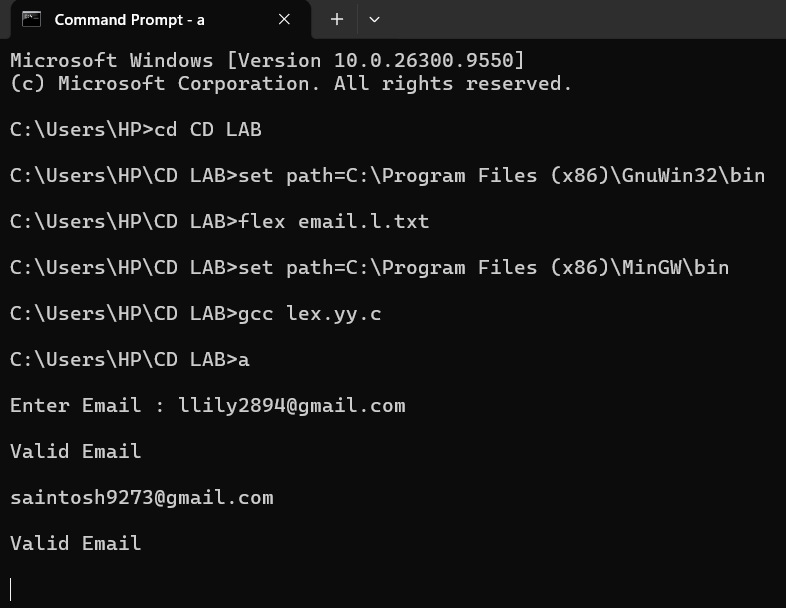 Command Prompt - a
Microsoft Windows [Version 10.0.26300.9550]
(c) Microsoft Corporation. All rights reserved.
C:\Users\HP>cd CD LAB
C:\Users\HP\CD LAB>set path=C:\Program Files (x86)\GnuWin32\bin
C:\Users\HP\CD LAB>flex email.l.txt
C:\Users\HP\CD LAB>set path=C:\Program Files (x86)\MinGW\bin
C:\Users\HP\CD LAB>gcc lex.yy.c
C:\Users\HP\CD LAB>a
Enter Email : llily2894@gmail.com
Valid Email
saintosh9273@gmail.com
Valid Email